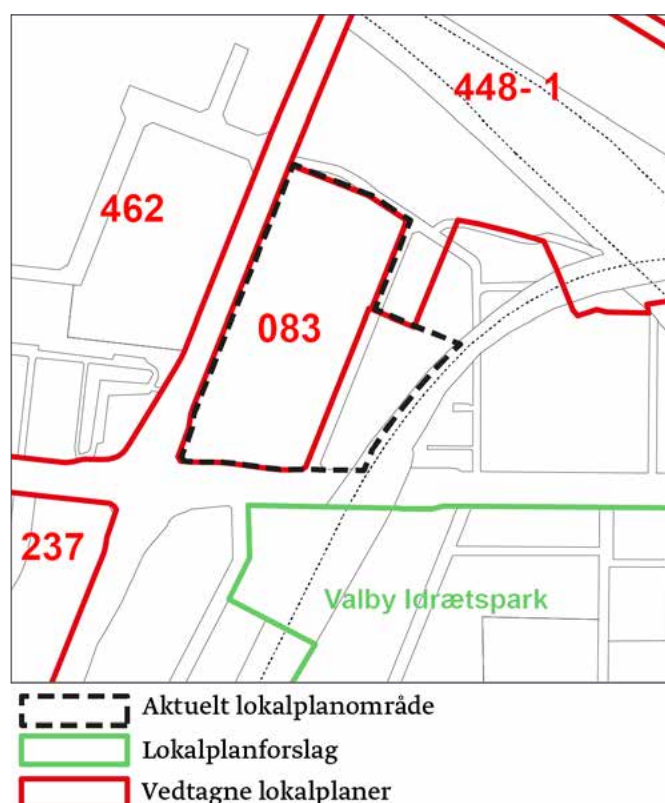 448- 1
462
083
237
Valby Idrætspark
Aktuelt lokalplanområde
Lokalplanforslag
Vedtagne lokalplaner